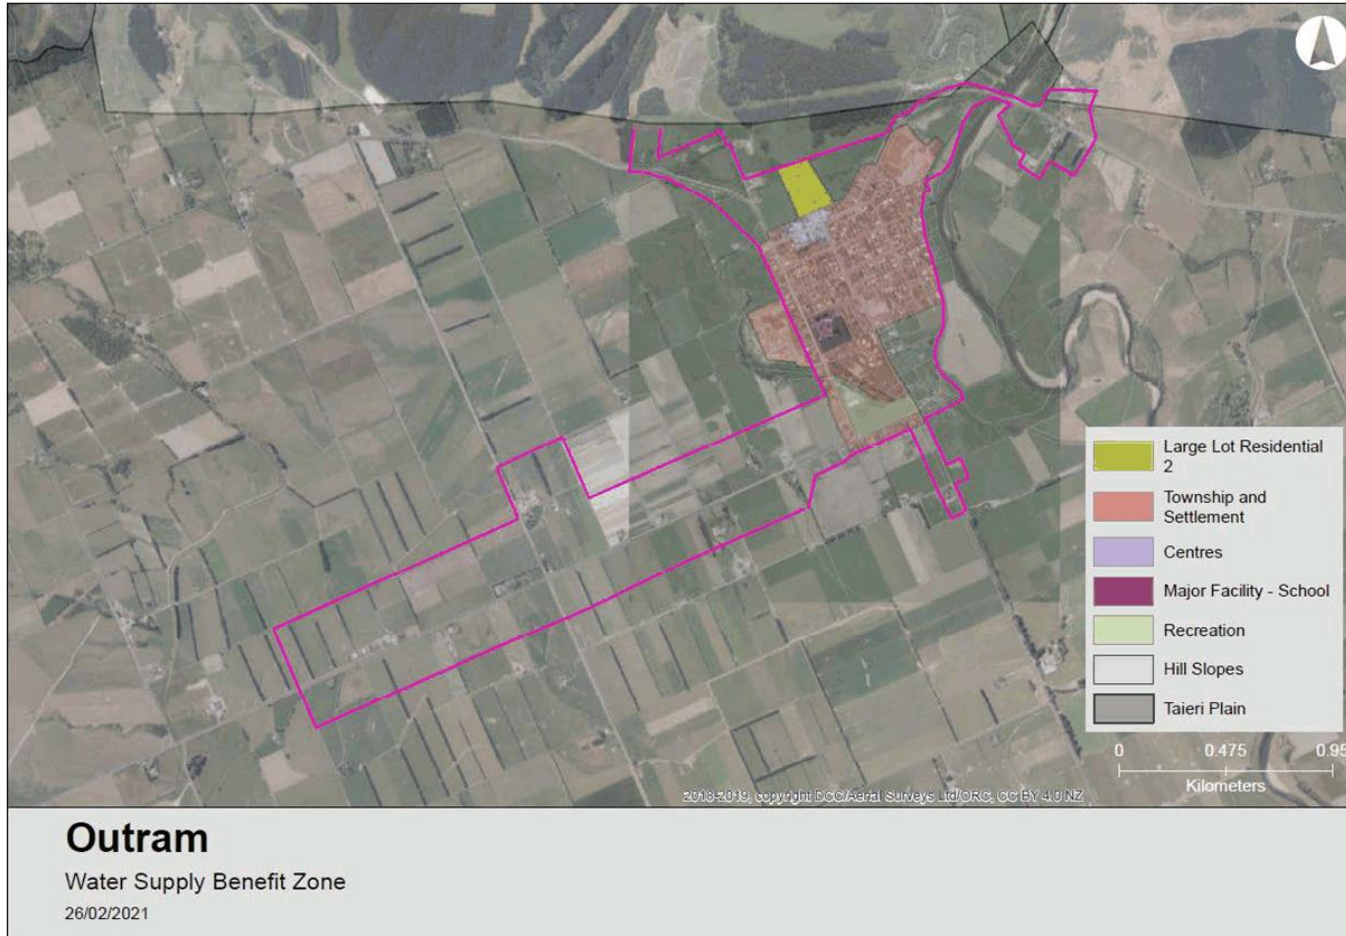 Large Lot Residential
2
Township and
Settlement
Centres
Major Facility - School
Recreation
Hill Slopes
Taieri Plain
0 0.475 0.95
Kilometers
2018-2019, copyright DCC/Aerial Surveys Ltd/ORC, CC BY 4.0 NZ
Outram
Water Supply Benefit Zone
26/02/2021